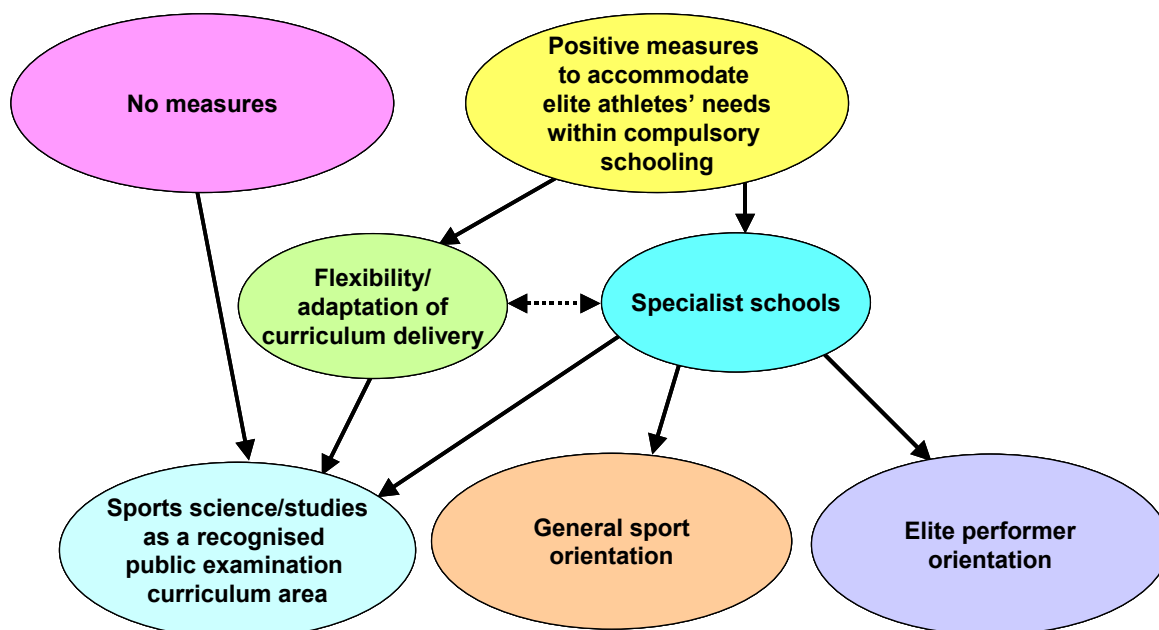 No measures
Positive measures
to accommodate
elite athletes’ needs
within compulsory
schooling
Flexibility/
adaptation of
curriculum delivery
Specialist schools
Sports science/studies
as a recognised
public examination
curriculum area
General sport
orientation
Elite performer
orientation